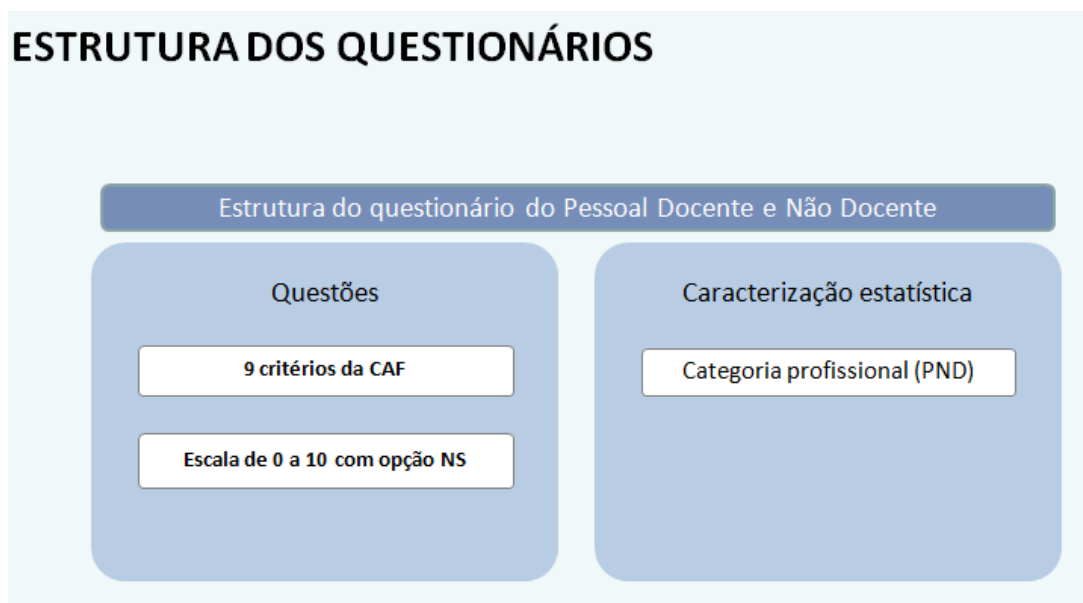 ESTRUTURA DOS QUESTIONÁRIOS
Estrutura do questionário do Pessoal Docente e Não Docente
Questões
9 critérios da CAF
Escala de 0 a 10 com opção NS
Caracterização estatística
Categoria profissional (PND)